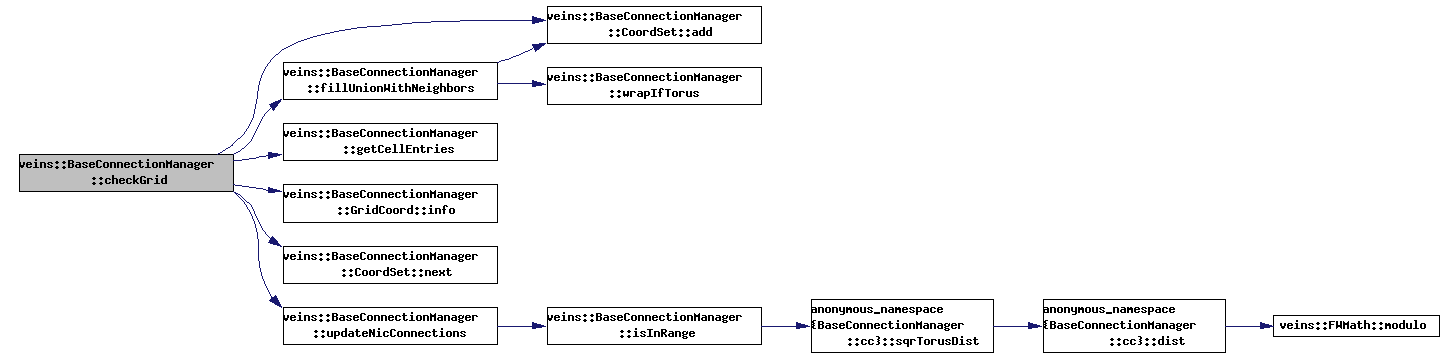 veins::BaseConnectionManager
::checkGrid
veins::BaseConnectionManager
::CoordSet::add
veins::BaseConnectionManager
::fillUnionWithNeighbors
veins::BaseConnectionManager
::wrapIfTorus
veins::BaseConnectionManager
::getCellEntries
veins::BaseConnectionManager
::GridCoord::info
veins::BaseConnectionManager
::CoordSet::next
veins::BaseConnectionManager
::updateNicConnections
veins::BaseConnectionManager
::isInRange
anonymous_namespace
{BaseConnectionManager
::cc}::sqrTorusDist
anonymous_namespace
{BaseConnectionManager
::cc}::dist
veins::FWMath::modulo